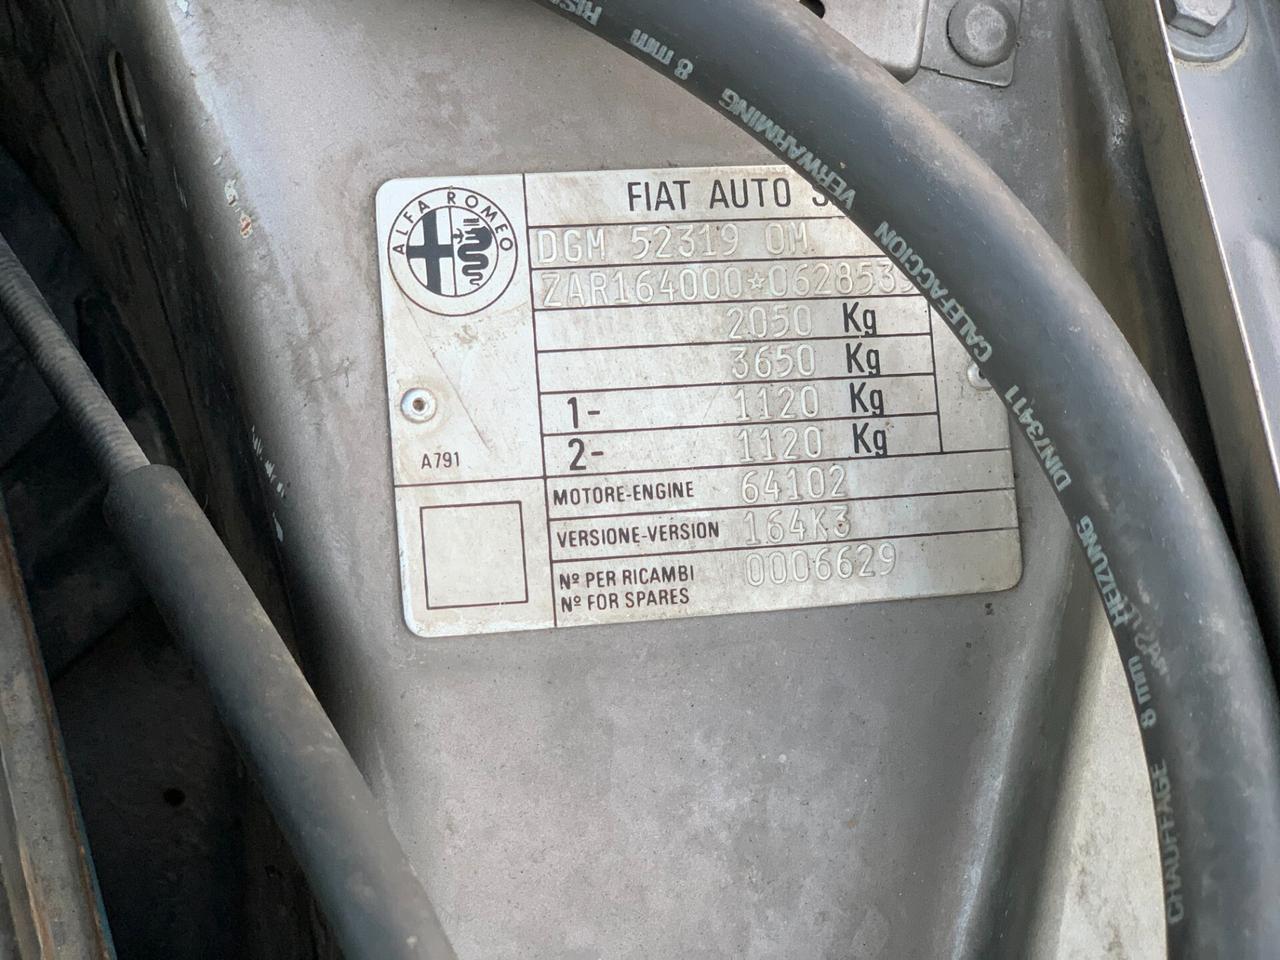 ALFA ROMEO
FIAT AUTO S.
DGM 52319 OM
ZAR164000*0628539
2050 Kg
3650 Kg
1- 1120 Kg
2- 1120 Kg
A791
MOTORE-ENGINE 64102
VERSIONE-VERSION 164K3
Nº PER RICAMBI
Nº FOR SPARES
0006629
8 mm VERWARMING CALEFACCION DIN73411 HEIZUNG
8 mm CHAUFFAGE